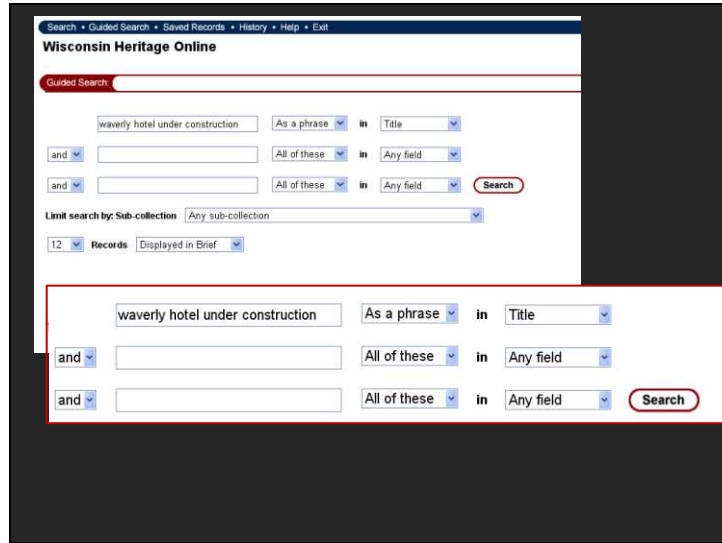 Search • Guided Search • Saved Records • History • Help • Exit
Wisconsin Heritage Online
Guided Search:
waverly hotel under construction As a phrase in Title
and All of these in Any field
and All of these in Any field Search
Limit search by: Sub-collection Any sub-collection
12 Records Displayed in Brief
waverly hotel under construction As a phrase in Title
and All of these in Any field
and All of these in Any field Search